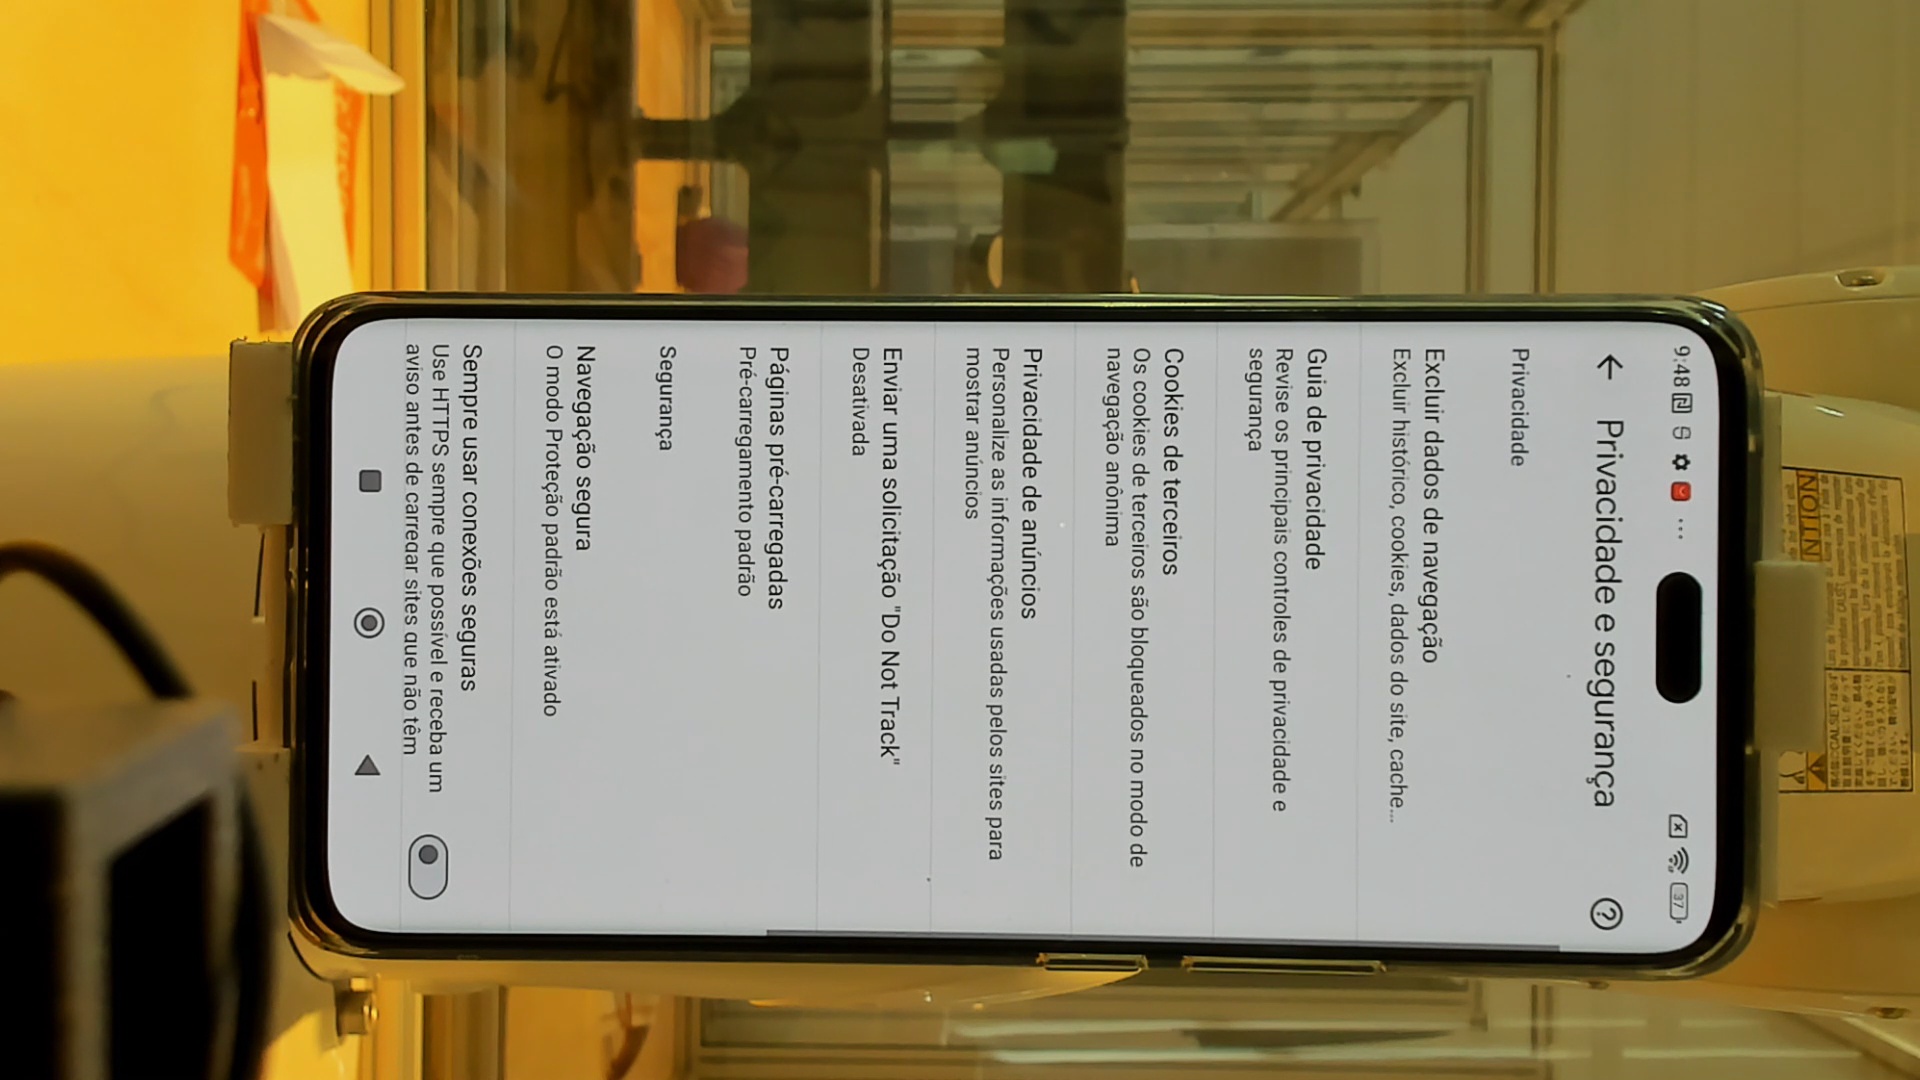 9:48
37
Privacidade e segurança
Privacidade
Excluir dados de navegação
Excluir histórico, cookies, dados do site, cache...
Guia de privacidade
Revise os principais controles de privacidade e
segurança
Cookies de terceiros
Os cookies de terceiros são bloqueados no modo de
navegação anônima
Privacidade de anúncios
Personalize as informações usadas pelos sites para
mostrar anúncios
Enviar uma solicitação "Do Not Track"
Desativada
Páginas pré-carregadas
Pré-carregamento padrão
Segurança
Navegação segura
O modo Proteção padrão está ativado
Sempre usar conexões seguras
Use HTTPS sempre que possível e receba um
aviso antes de carregar sites que não têm